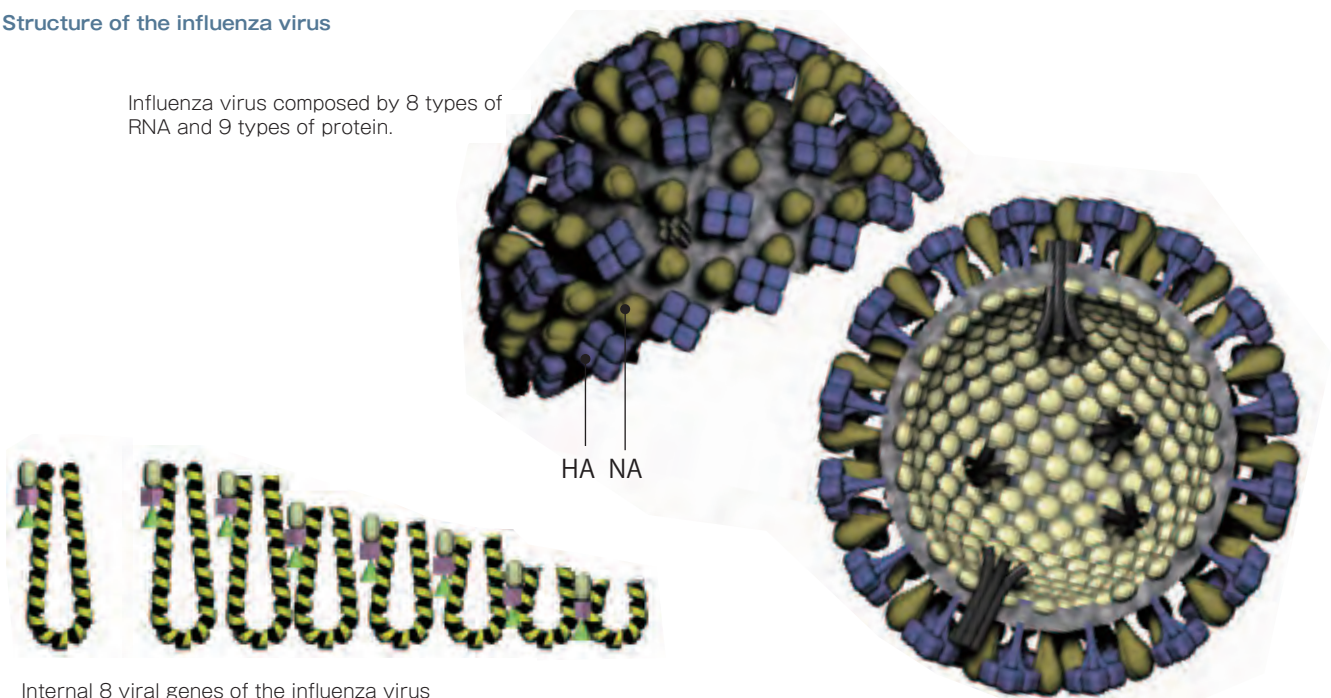 Structure of the influenza virus
Influenza virus composed by 8 types of
RNA and 9 types of protein.
HA NA
Internal 8 viral genes of the influenza virus